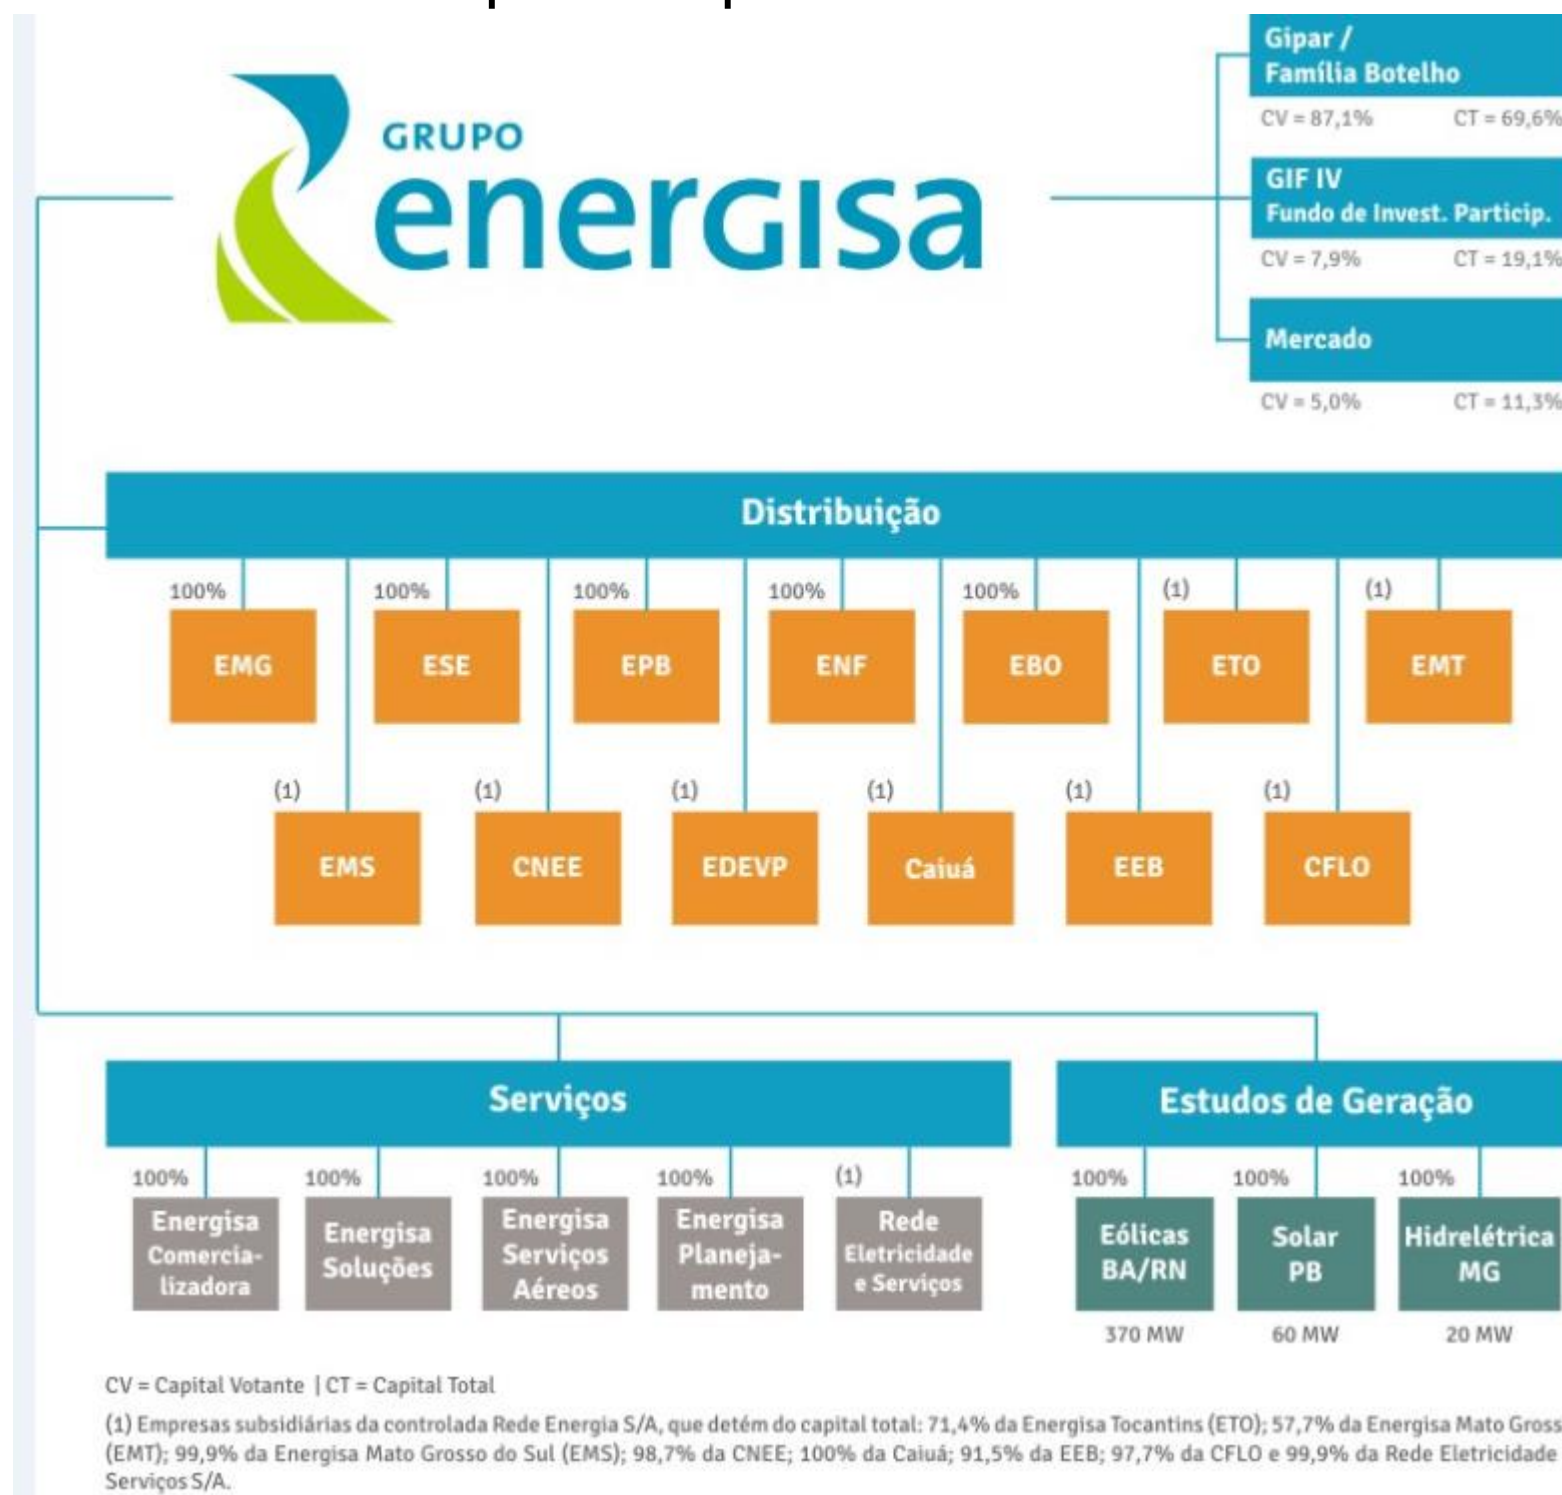 Gipar /
Família Botelho
CV = 87,1% CT = 69,6%
GRUPO
energisa
GIF IV
Fundo de Invest. Particip.
CV = 7,9% CT = 19,1%
Mercado
CV = 5,0% CT = 11,3%
Distribuição
100% 100% 100% 100% 100% (1) (1)
EMG ESE EPB ENF EBO ETO EMT
(1) (1) (1) (1) (1) (1)
EMS CNEE EDEVP Caiuá EEB CFLO
Serviços
100% 100% 100% 100% (1)
Energisa
Comercia-
lizadora
Energisa
Soluções
Energisa
Serviços
Aéreos
Energisa
Planeja-
mento
Rede
Eletricidade
e Serviços
Estudos de Geração
100% 100% 100%
Eólicas
BA/RN
370 MW
Solar
PB
60 MW
Hidrelétrica
MG
20 MW
CV = Capital Votante | CT = Capital Total
(1) Empresas subsidiárias da controlada Rede Energia S/A, que detém do capital total: 71,4% da Energisa Tocantins (ETO); 57,7% da Energisa Mato Gross
(EMT); 99,9% da Energisa Mato Grosso do Sul (EMS); 98,7% da CNEE; 100% da Caiuá; 91,5% da EEB; 97,7% da CFLO e 99,9% da Rede Eletricidade
Serviços S/A.